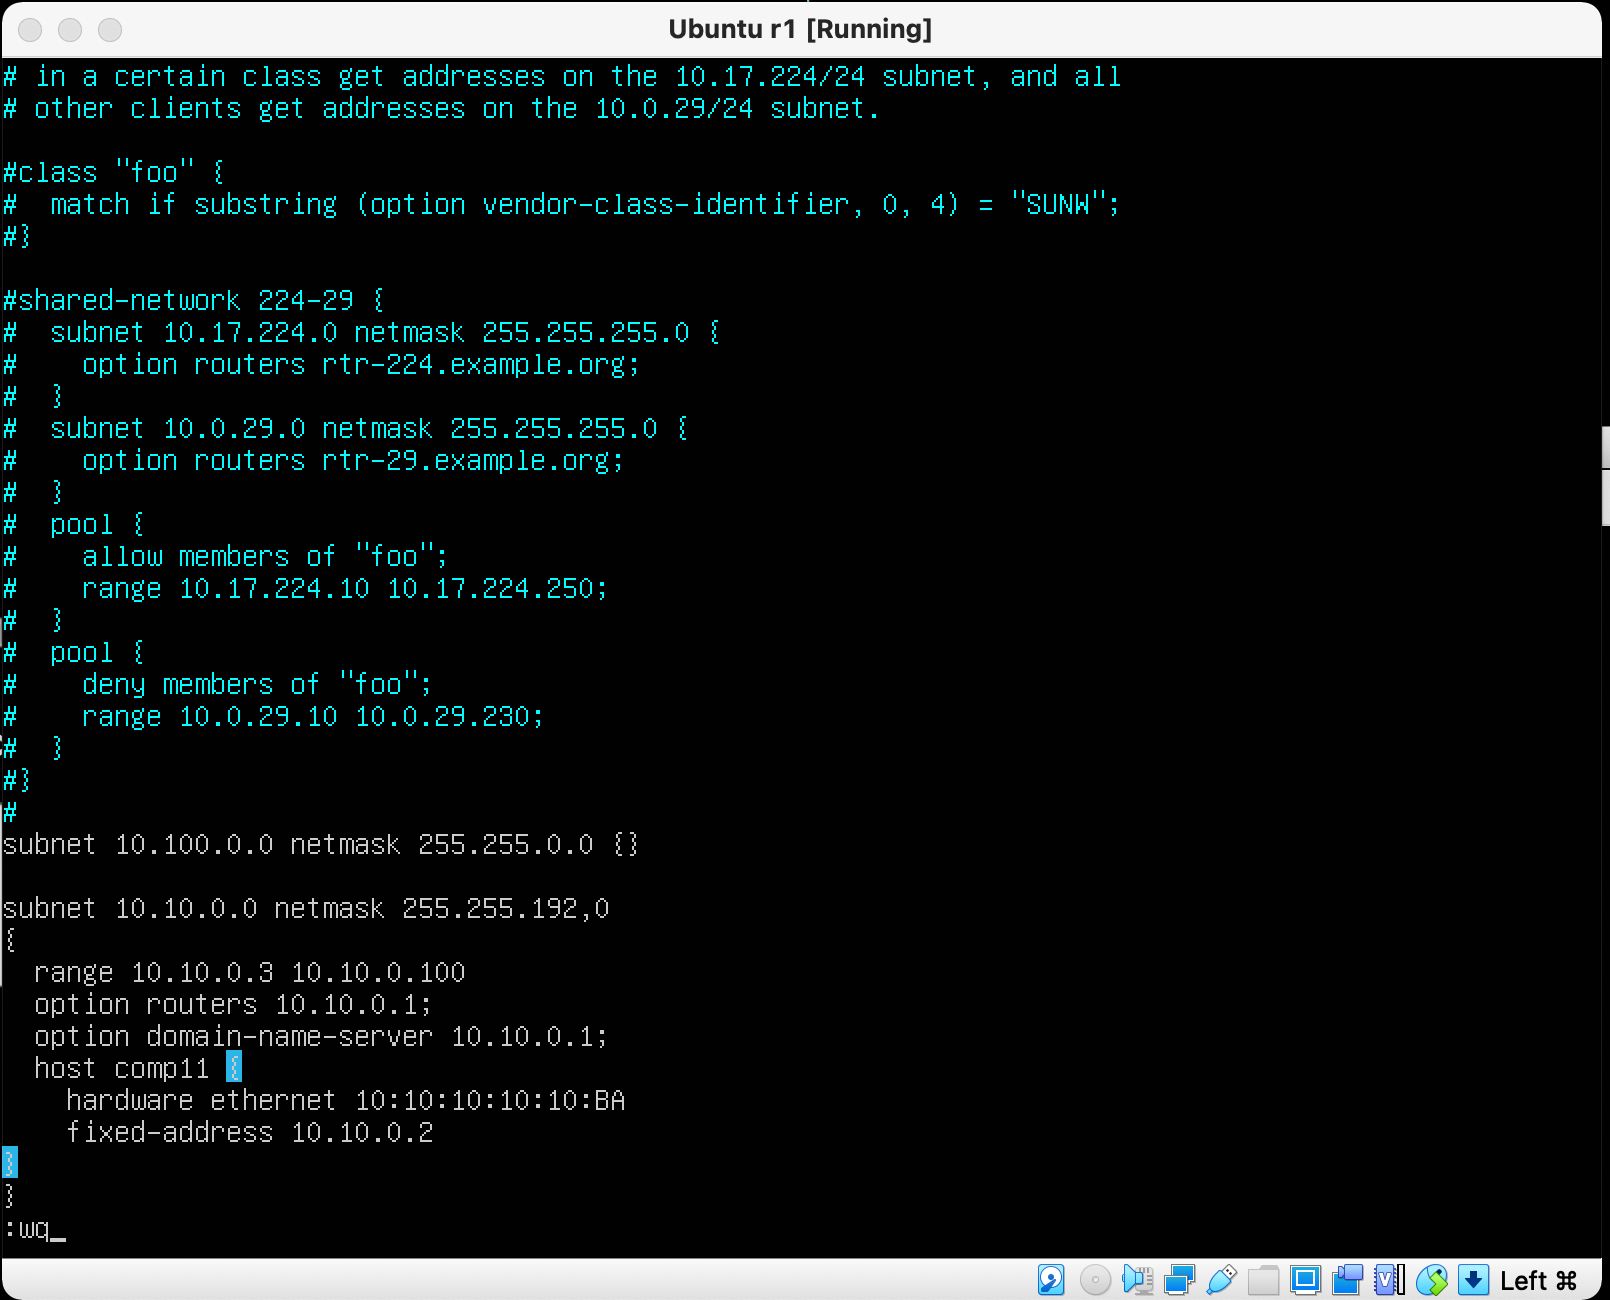 Ubuntu r1 [Running]
# in a certain class get addresses on the 10.17.224/24 subnet, and all
# other clients get addresses on the 10.0.29/24 subnet.
#class "foo" {
#  match if substring (option vendor-class-identifier, 0, 4) = "SUNW";
#}
#shared-network 224-29 {
#  subnet 10.17.224.0 netmask 255.255.255.0 {
#    option routers rtr-224.example.org;
#  }
#  subnet 10.0.29.0 netmask 255.255.255.0 {
#    option routers rtr-29.example.org;
#  }
#  pool {
#    allow members of "foo";
#    range 10.17.224.10 10.17.224.250;
#  }
#  pool {
#    deny members of "foo";
#    range 10.0.29.10 10.0.29.230;
#  }
#}
#
subnet 10.100.0.0 netmask 255.255.0.0 {}
subnet 10.10.0.0 netmask 255.255.192,0
{
  range 10.10.0.3 10.10.0.100
  option routers 10.10.0.1;
  option domain-name-server 10.10.0.1;
  host comp11 {
    hardware ethernet 10:10:10:10:10:BA
    fixed-address 10.10.0.2
}
}
:wq_
Left ⌘